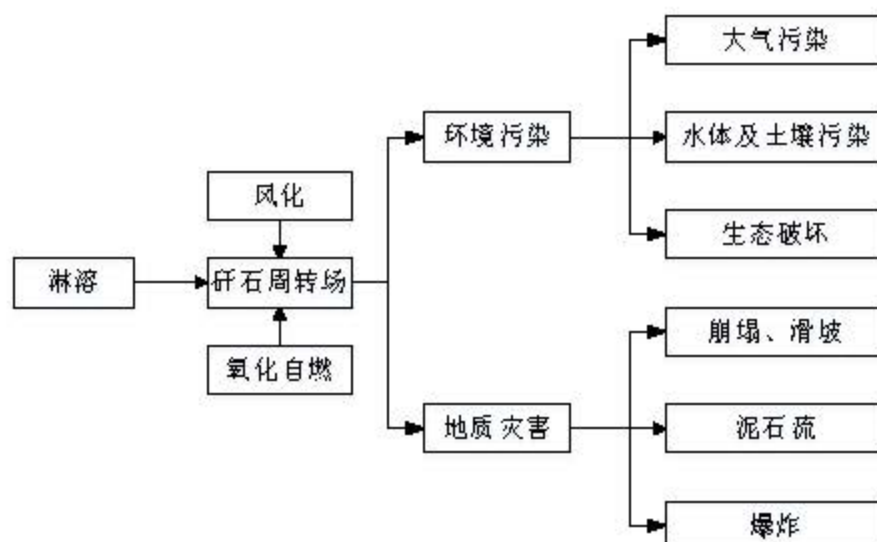 大气污染
环境污染
水体及土壤污染
风化
生态破坏
淋溶
矸石周转场
崩塌、滑坡
氧化自燃
地质灾害
泥石流
爆炸